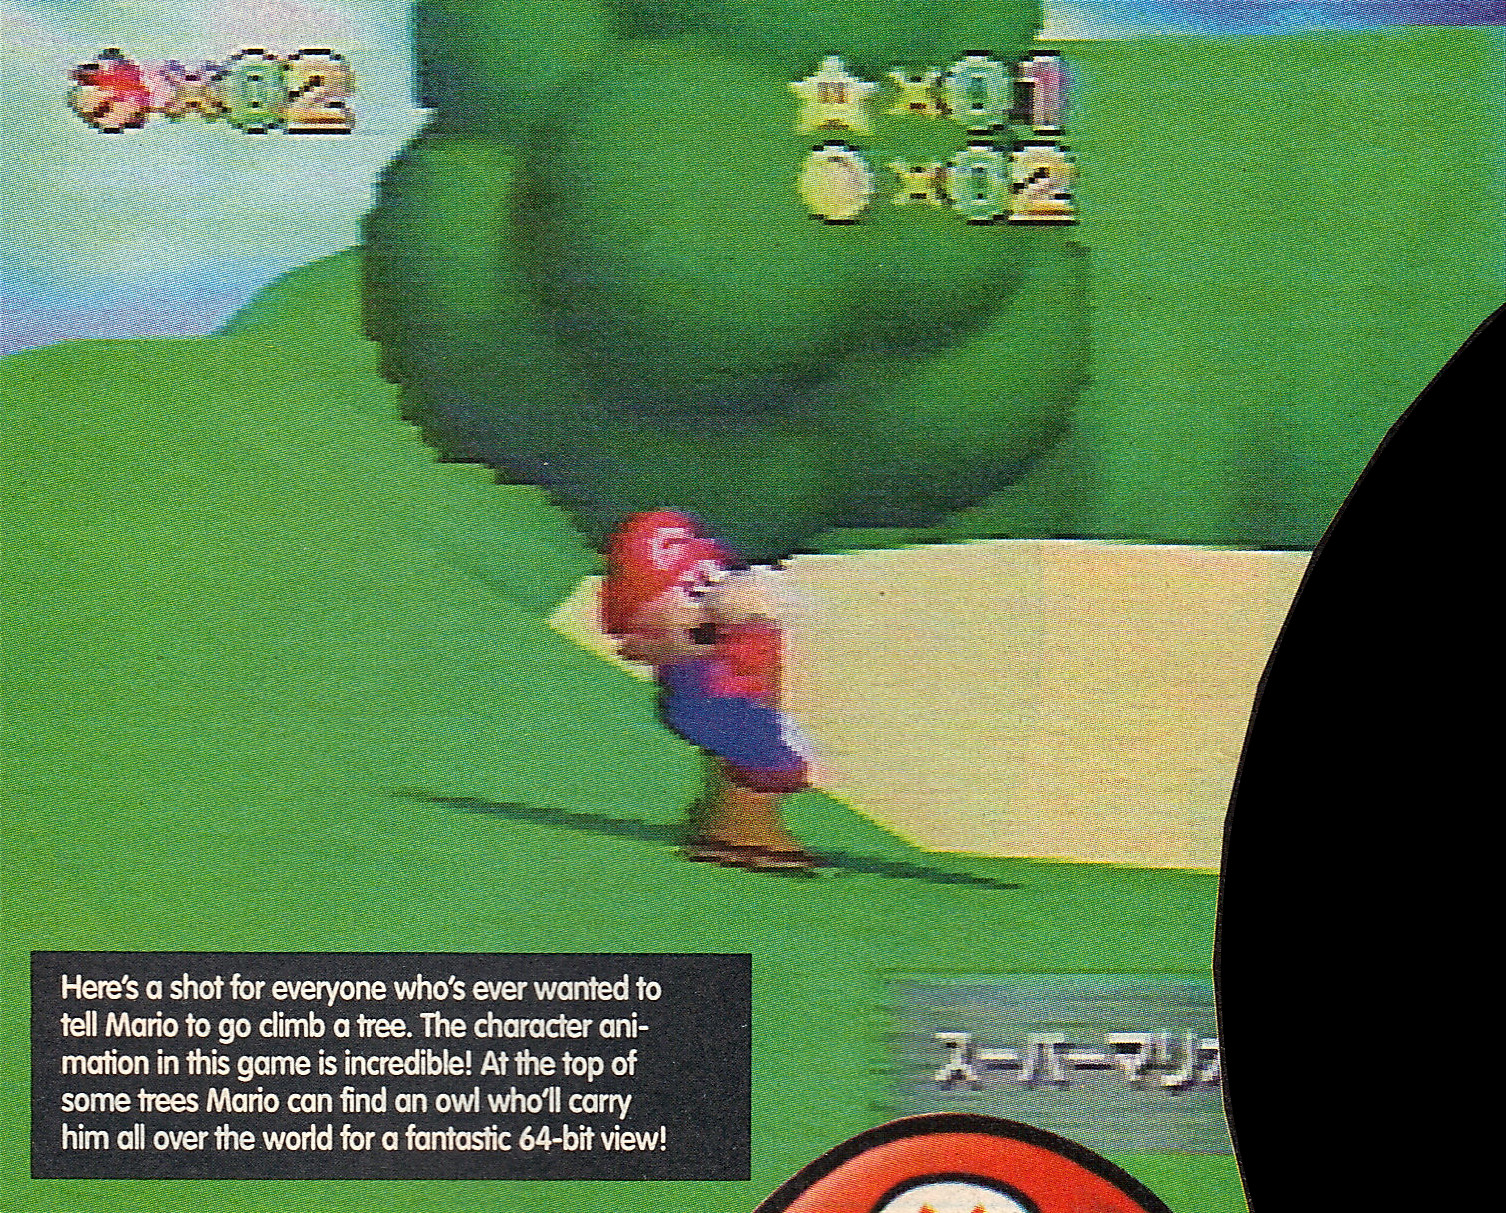 ×02
×01
×02
Here's a shot for everyone who's ever wanted to
tell Mario to go climb a tree. The character ani-
mation in this game is incredible! At the top of
some trees Mario can find an owl who'll carry
him all over the world for a fantastic 64-bit view!
スーパーマリオ